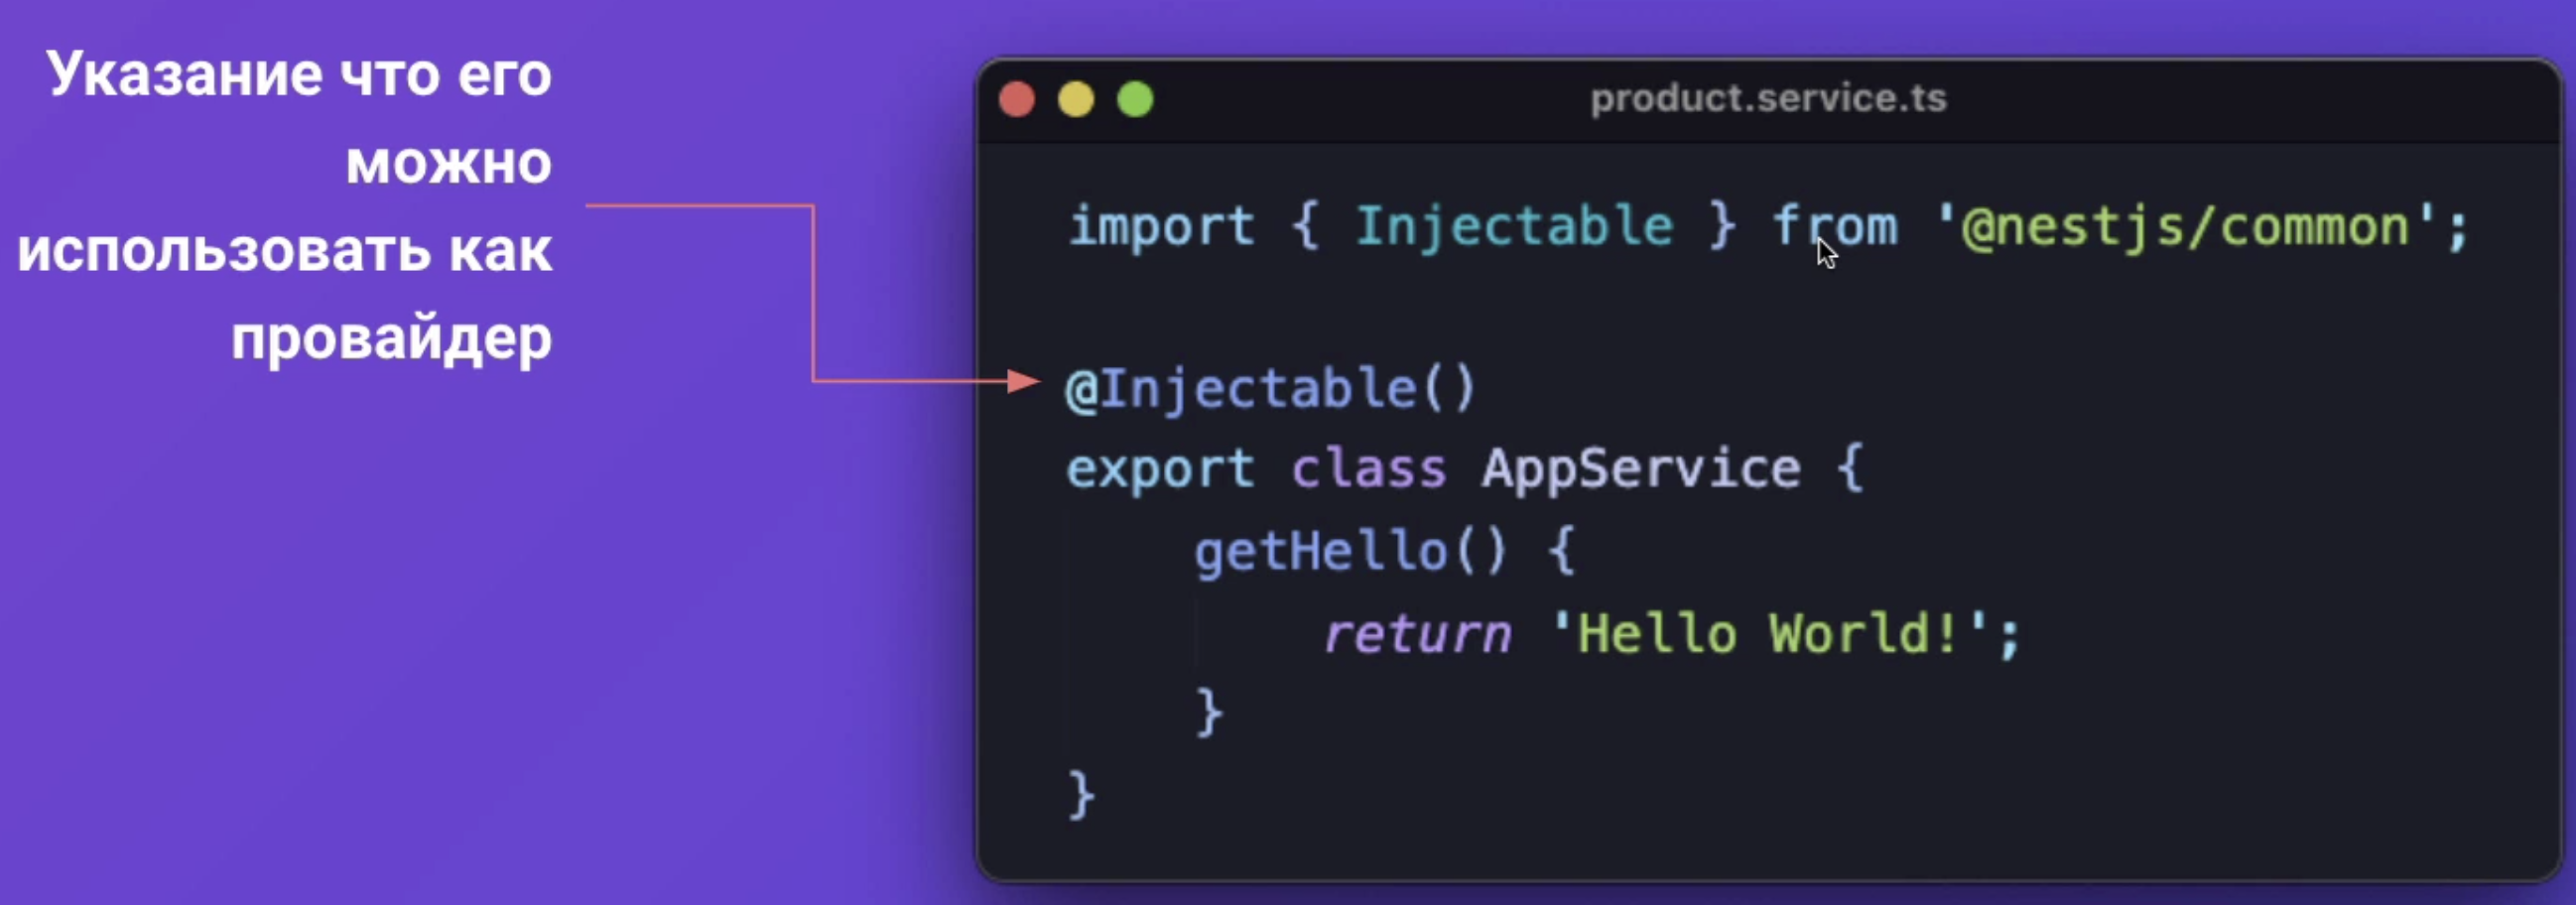 Указание что его
можно
использовать как
провайдер
product.service.ts
import { Injectable } from '@nestjs/common';
@Injectable()
export class AppService {
getHello() {
return 'Hello World!';
}
}